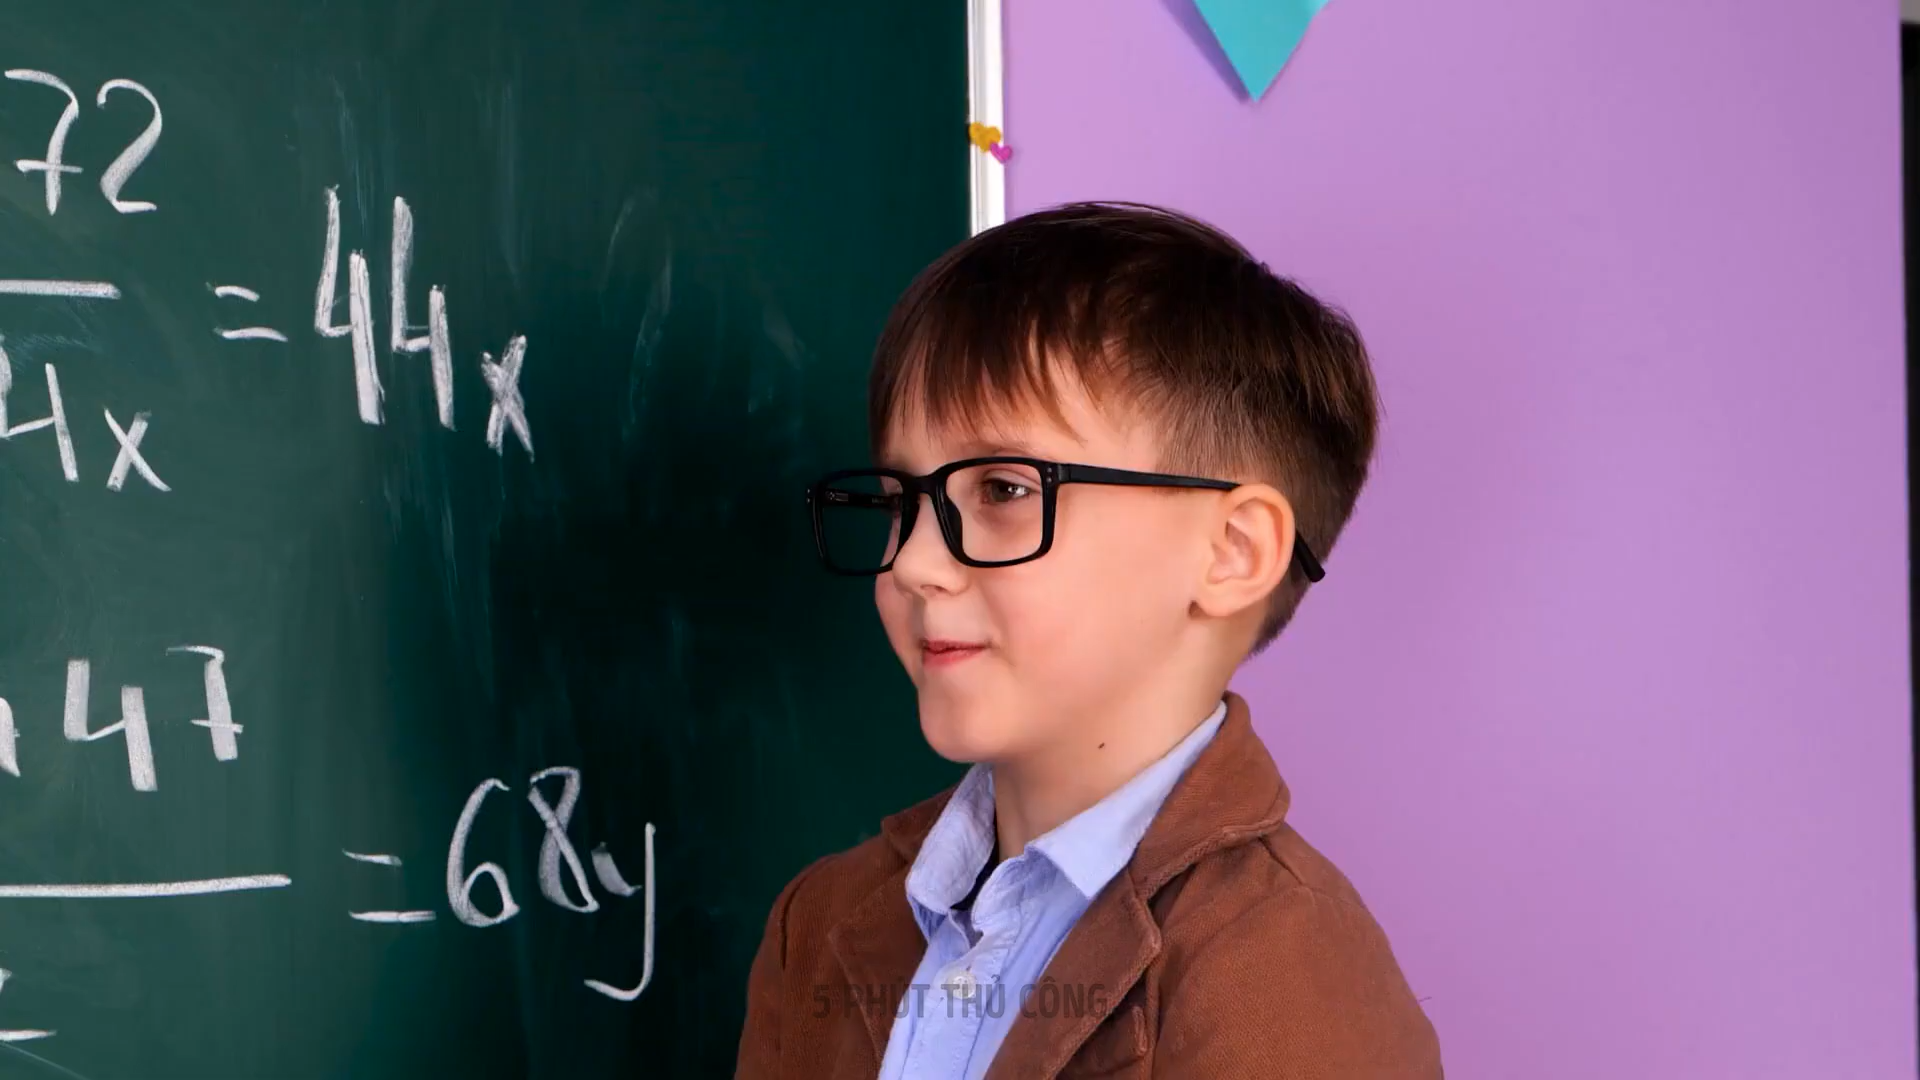 72
= 44x
4x
47
= 68y
5 PHÚT THỦ CÔNG